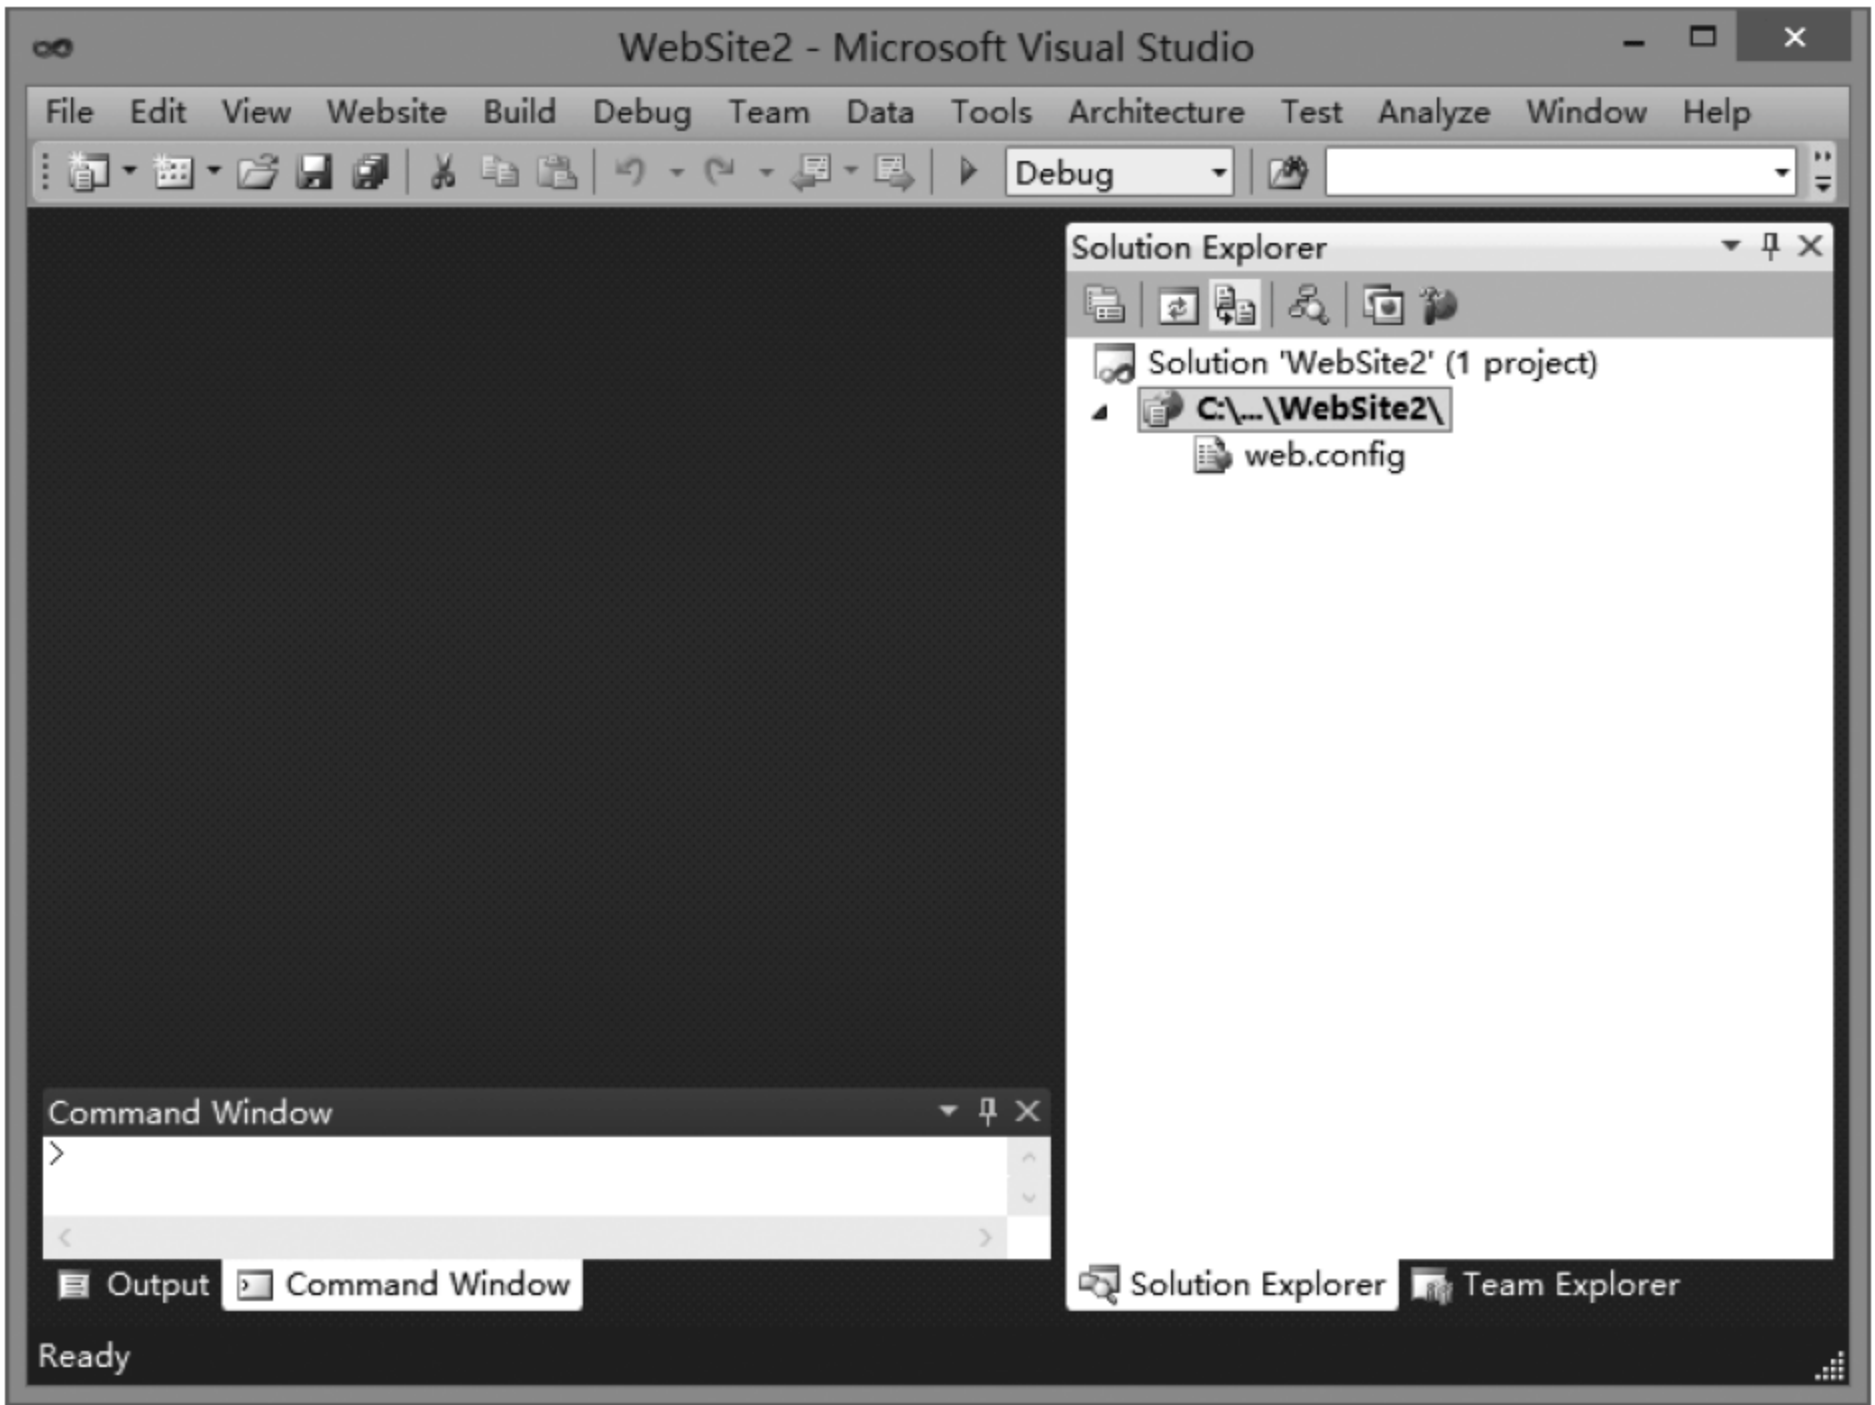 WebSite2 - Microsoft Visual Studio
File Edit View Website Build Debug Team Data Tools Architecture Test Analyze Window Help
Debug
Solution Explorer
Solution 'WebSite2' (1 project)
C:\...\WebSite2\
web.config
Command Window
>
Output Command Window
Solution Explorer Team Explorer
Ready